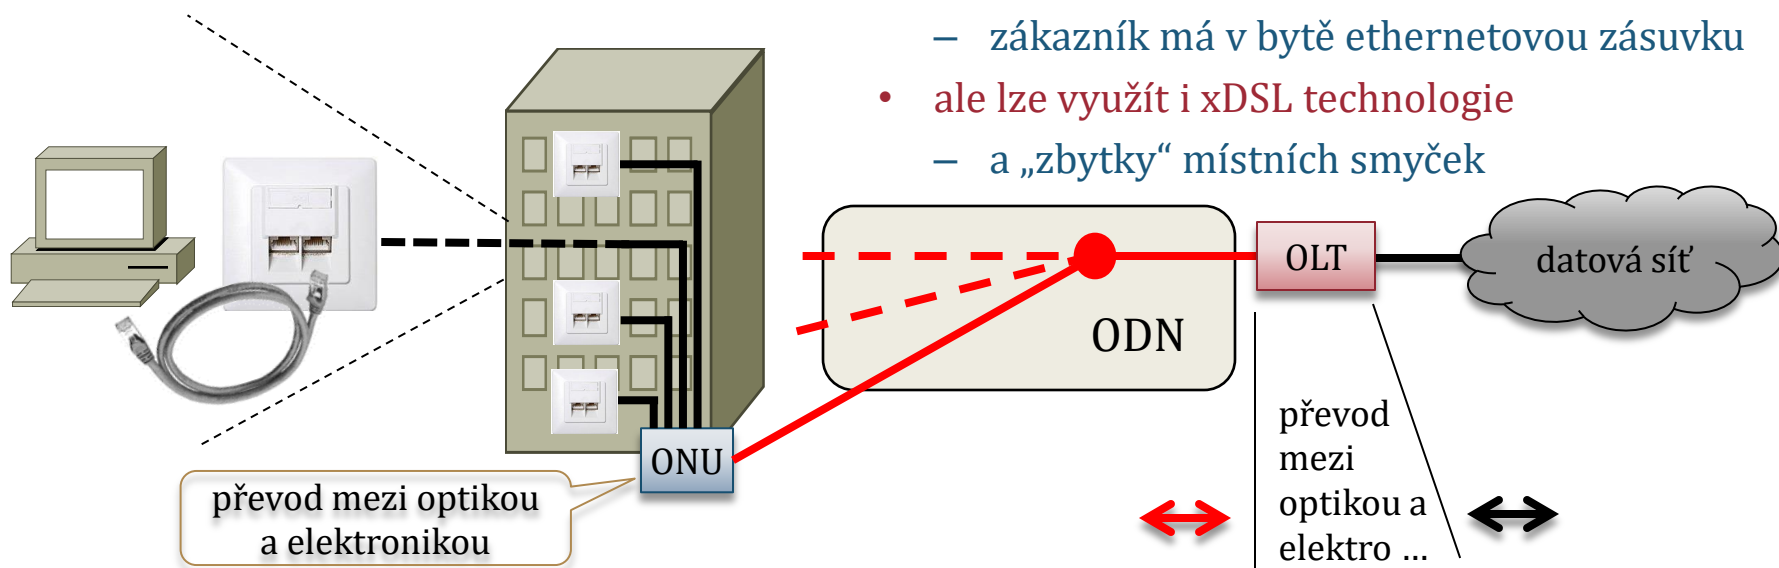 – zákazník má v bytě ethernetovou zásuvku
• ale lze využít i xDSL technologie
– a „zbytky“ místních smyček
OLT
datová síť
ODN
ONU
převod mezi optikou
a elektronikou
převod
mezi
optikou a
elektro ...